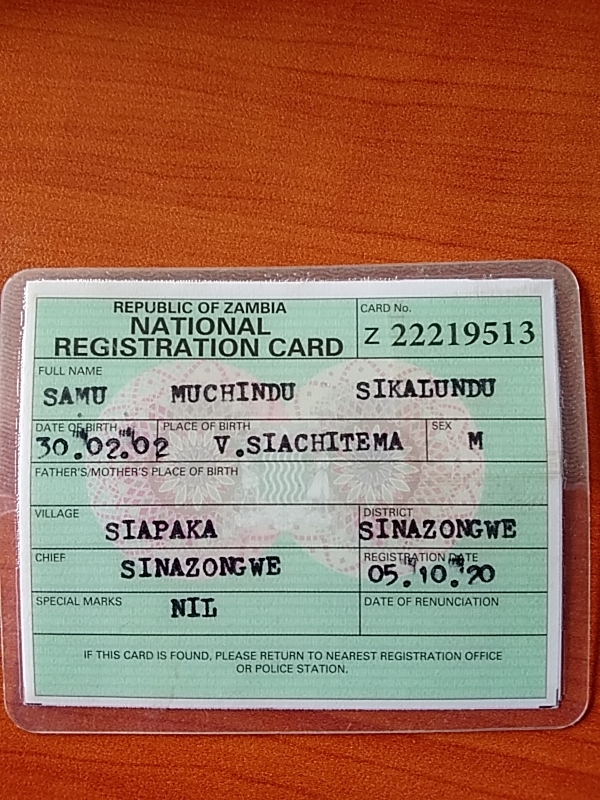 REPUBLIC OF ZAMBIA
NATIONAL
REGISTRATION CARD
CARD No.
Z 22219513
FULL NAME
SAMU MUCHINDU SIKALUNDU
DATE OF BIRTH PLACE OF BIRTH SEX
30.02.02 V.SIACHITEMA M
FATHER'S/MOTHER'S PLACE OF BIRTH
VILLAGE DISTRICT
SIAPAKA SINAZONGWE
CHIEF REGISTRATION DATE
SINAZONGWE 05.10.20
SPECIAL MARKS DATE OF RENUNCIATION
NIL
IF THIS CARD IS FOUND, PLEASE RETURN TO NEAREST REGISTRATION OFFICE
OR POLICE STATION.